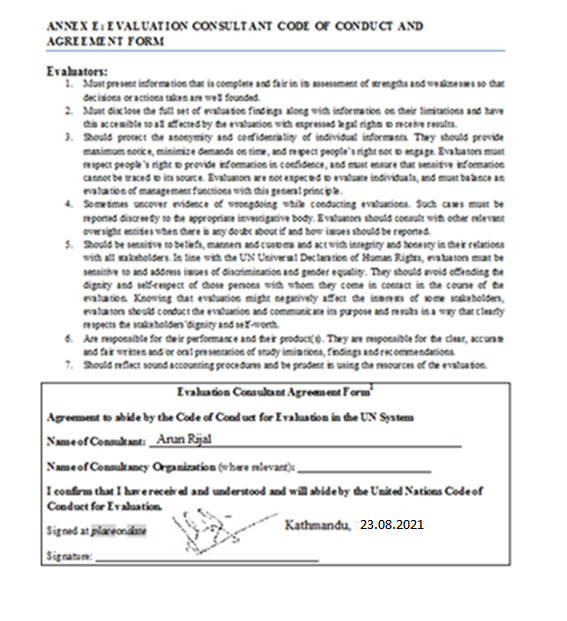 ANNEX E: EVALUATION CONSULTANT CODE OF CONDUCT AND
AGREEMENT FORM
Evaluators:
1. Must present information that is complete and fair in its assessment of strengths and weaknesses so that
decisions or actions taken are well founded.
2. Must disclose the full set of evaluation findings along with information on their limitations and have
this accessible to all affected by the evaluation with expressed legal rights to receive results.
3. Should protect the anonymity and confidentiality of individual informants. They should provide
maximum notice, minimize demands on time, and respect people's right not to engage. Evaluators must
respect people's right to provide information in confidence, and must ensure that sensitive information
cannot be traced to its source. Evaluators are not expected to evaluate individuals, and must balance an
evaluation of management functions with this general principle.
4. Sometimes uncover evidence of wrongdoing while conducting evaluations. Such cases must be
reported discreetly to the appropriate investigative body. Evaluators should consult with other relevant
oversight entities when there is any doubt about if and how issues should be reported.
5. Should be sensitive to beliefs, manners and customs and act with integrity and honesty in their relations
with all stakeholders. In line with the UN Universal Declaration of Human Rights, evaluators must be
sensitive to and address issues of discrimination and gender equality. They should avoid offending the
dignity and self-respect of those persons with whom they come in contact in the course of the
evaluation. Knowing that evaluation might negatively affect the interests of some stakeholders,
evaluators should conduct the evaluation and communicate its purpose and results in a way that clearly
respects the stakeholders' dignity and self-worth.
6. Are responsible for their performance and their product(s). They are responsible for the clear, accurate
and fair written and/or oral presentation of study imitations, findings and recommendations.
7. Should reflect sound accounting procedures and be prudent in using the resources of the evaluation.
Evaluation Consultant Agreement Form1
Agreement to abide by the Code of Conduct for Evaluation in the UN System
Name of Consultant: Arun Rijal
Name of Consultancy Organization (where relevant):
I confirm that I have received and understood and will abide by the United Nations Code of
Conduct for Evaluation.
Signed at placeondate Kathmandu, 23.08.2021
Signature: